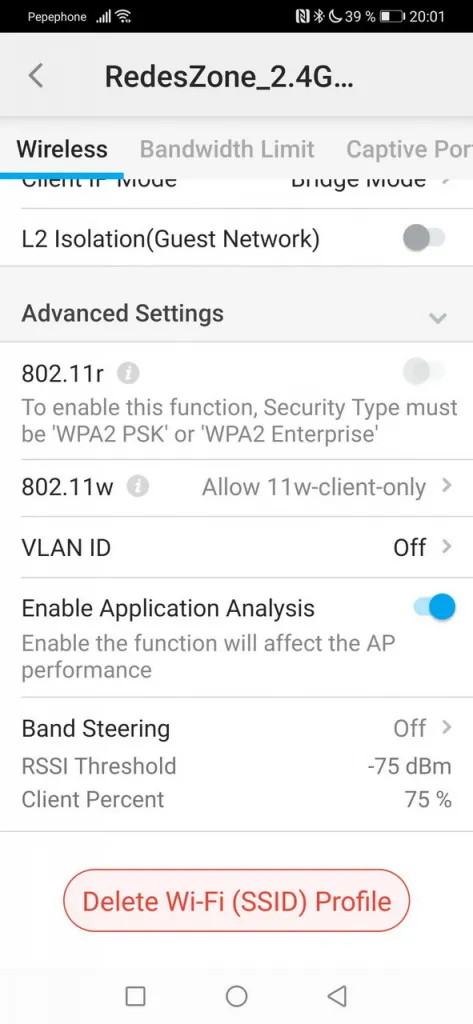 Pepephone 39 % 20:01
RedesZone_2.4G...
Wireless Bandwidth Limit Captive Por
Client IP Mode Bridge Mode
L2 Isolation(Guest Network)
Advanced Settings
802.11r
To enable this function, Security Type must
be 'WPA2 PSK' or 'WPA2 Enterprise'
802.11w Allow 11w-client-only
VLAN ID Off
Enable Application Analysis
Enable the function will affect the AP
performance
Band Steering Off
RSSI Threshold -75 dBm
Client Percent 75 %
Delete Wi-Fi (SSID) Profile